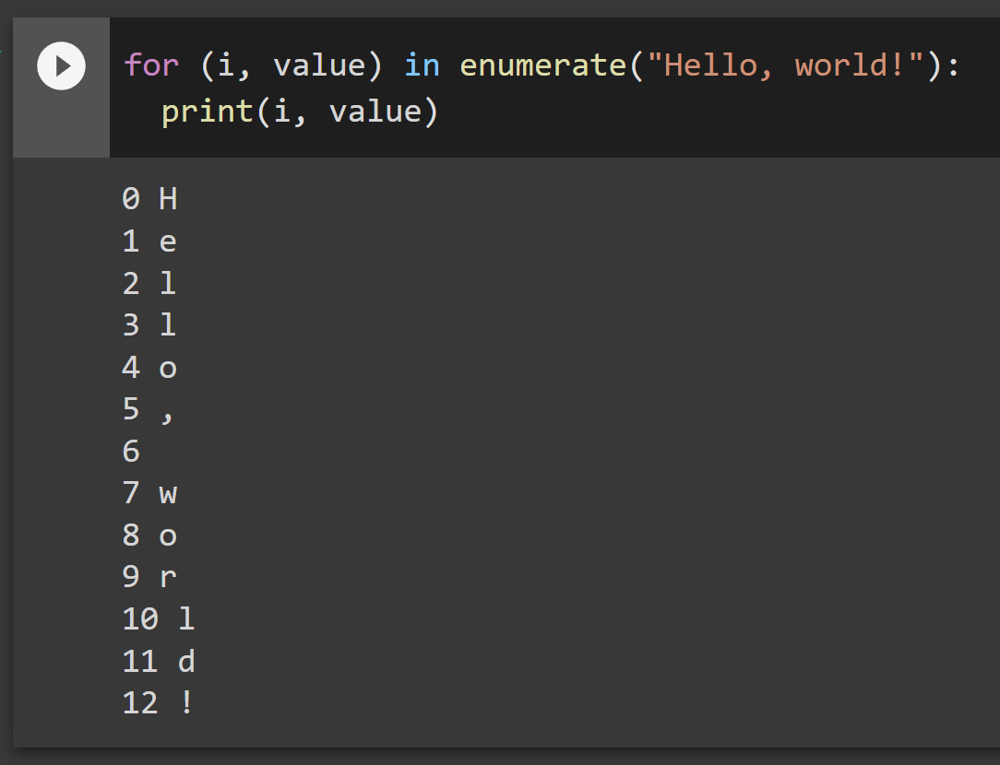 for (i, value) in enumerate("Hello, world!"):
  print(i, value)
0 H
1 e
2 l
3 l
4 o
5 ,
6
7 w
8 o
9 r
10 l
11 d
12 !